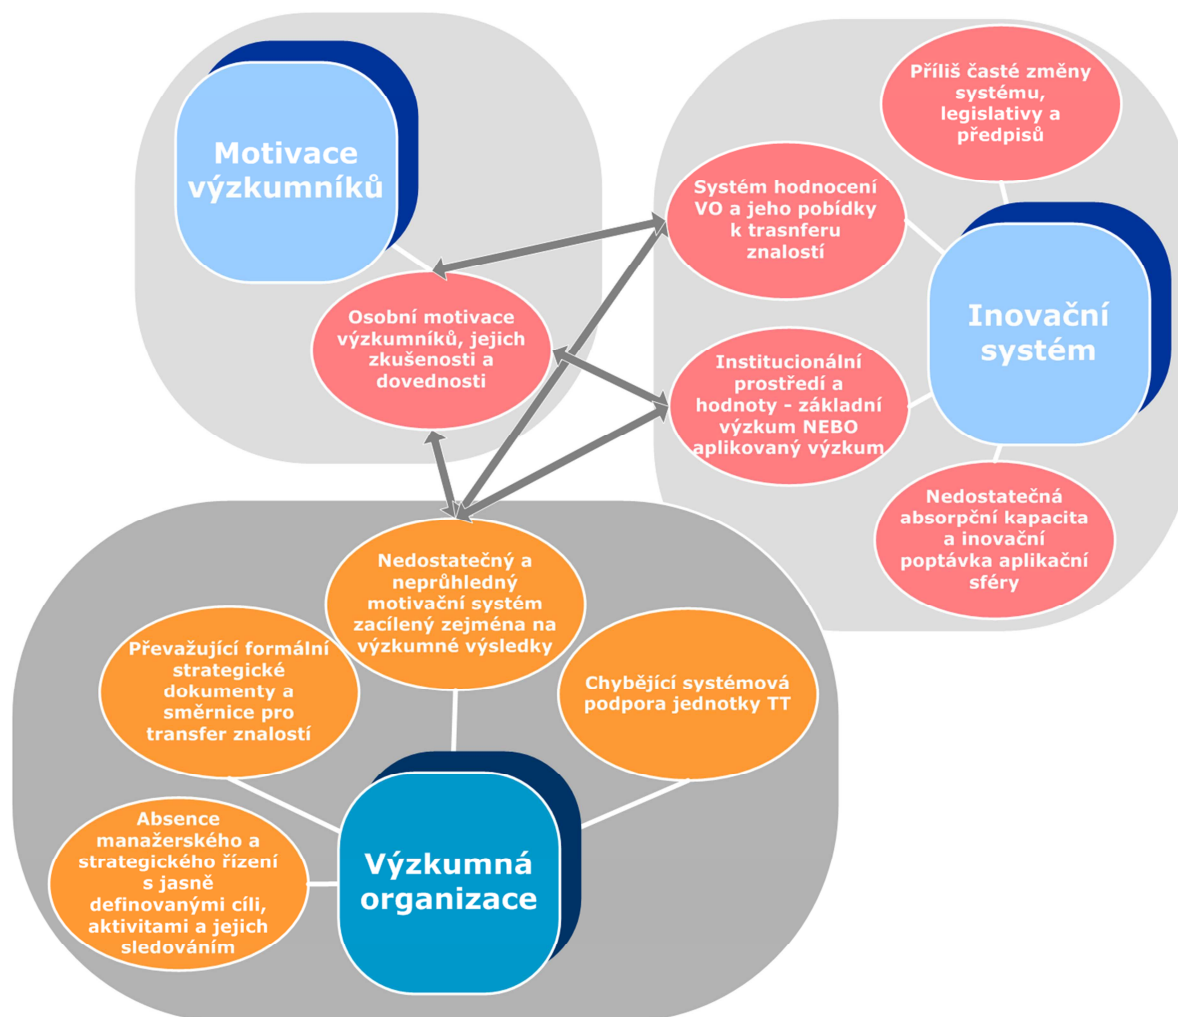 Motivace
výzkumníků
Osobní motivace
výzkumníků, jejich
zkušenosti a
dovednosti
Příliš časté změny
systému,
legislativy a
předpisů
Systém hodnocení
VO a jeho pobídky
k trasnferu
znalostí
Inovační
systém
Institucionální
prostředí a
hodnoty - základní
výzkum NEBO
aplikovaný výzkum
Nedostatečná
absorpční kapacita
a inovační
poptávka aplikační
sféry
Nedostatečný a
neprůhledný
motivační systém
zacílený zejména na
výzkumné výsledky
Převažující formální
strategické
dokumenty a
směrnice pro
transfer znalostí
Chybějící systémová
podpora jednotky TT
Absence
manažerského a
strategického řízení
s jasně
definovanými cíli,
aktivitami a jejich
sledováním
Výzkumná
organizace